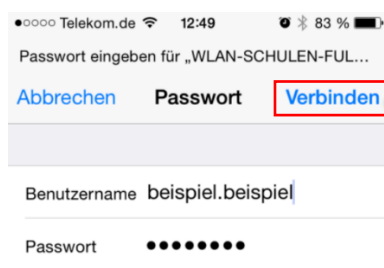 Telekom.de 12:49 83 %
Passwort eingeben für „WLAN-SCHULEN-FUL...
Abbrechen Passwort Verbinden
Benutzername beispiel.beispiel
Passwort ●●●●●●●●